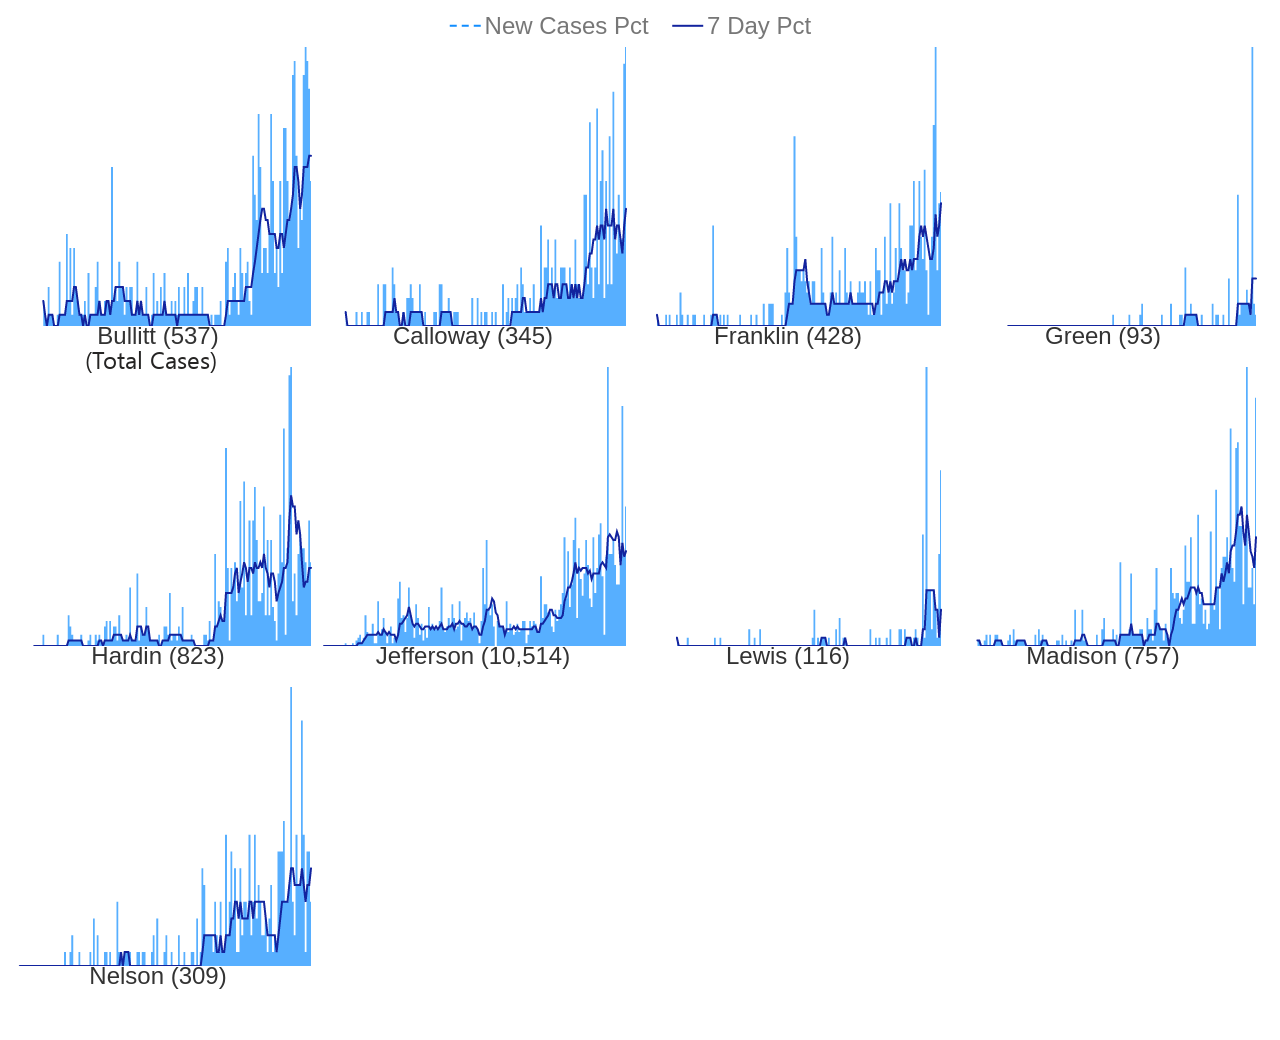 New Cases Pct 7 Day Pct
Bullitt (537) Calloway (345) Franklin (428) Green (93)
(Total Cases)
Hardin (823) Jefferson (10,514) Lewis (116) Madison (757)
Nelson (309)